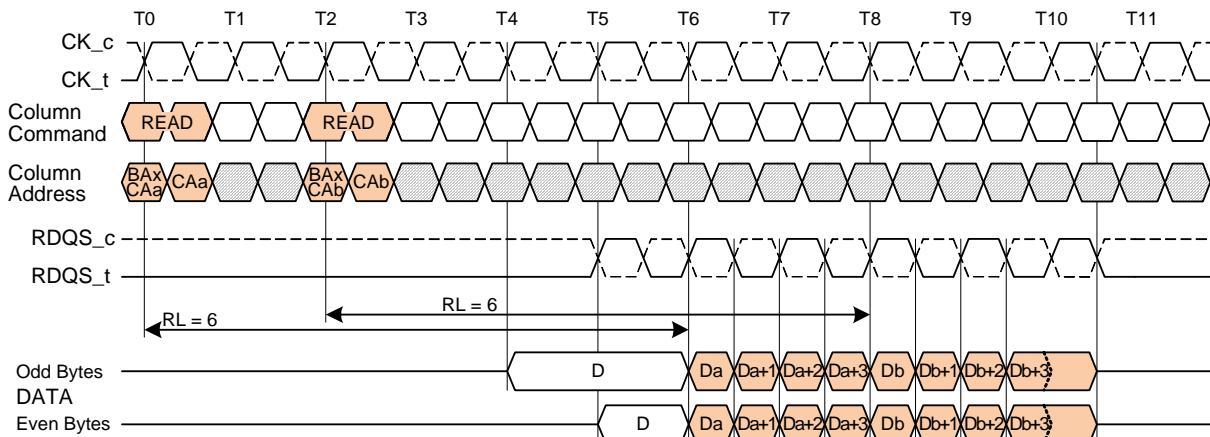 T0 T1 T2 T3 T4 T5 T6 T7 T8 T9 T10 T11
CK_c
CK_t
Column
Command
READ READ
Column
Address
BAx
CAa
CAa
BAx
CAb
CAb
RDQS_c
RDQS_t
RL = 6
RL = 6
Odd Bytes
D Da Da+1 Da+2 Da+3 Db Db+1 Db+2 Db+3
DATA
Even Bytes
D Da Da+1 Da+2 Da+3 Db Db+1 Db+2 Db+3